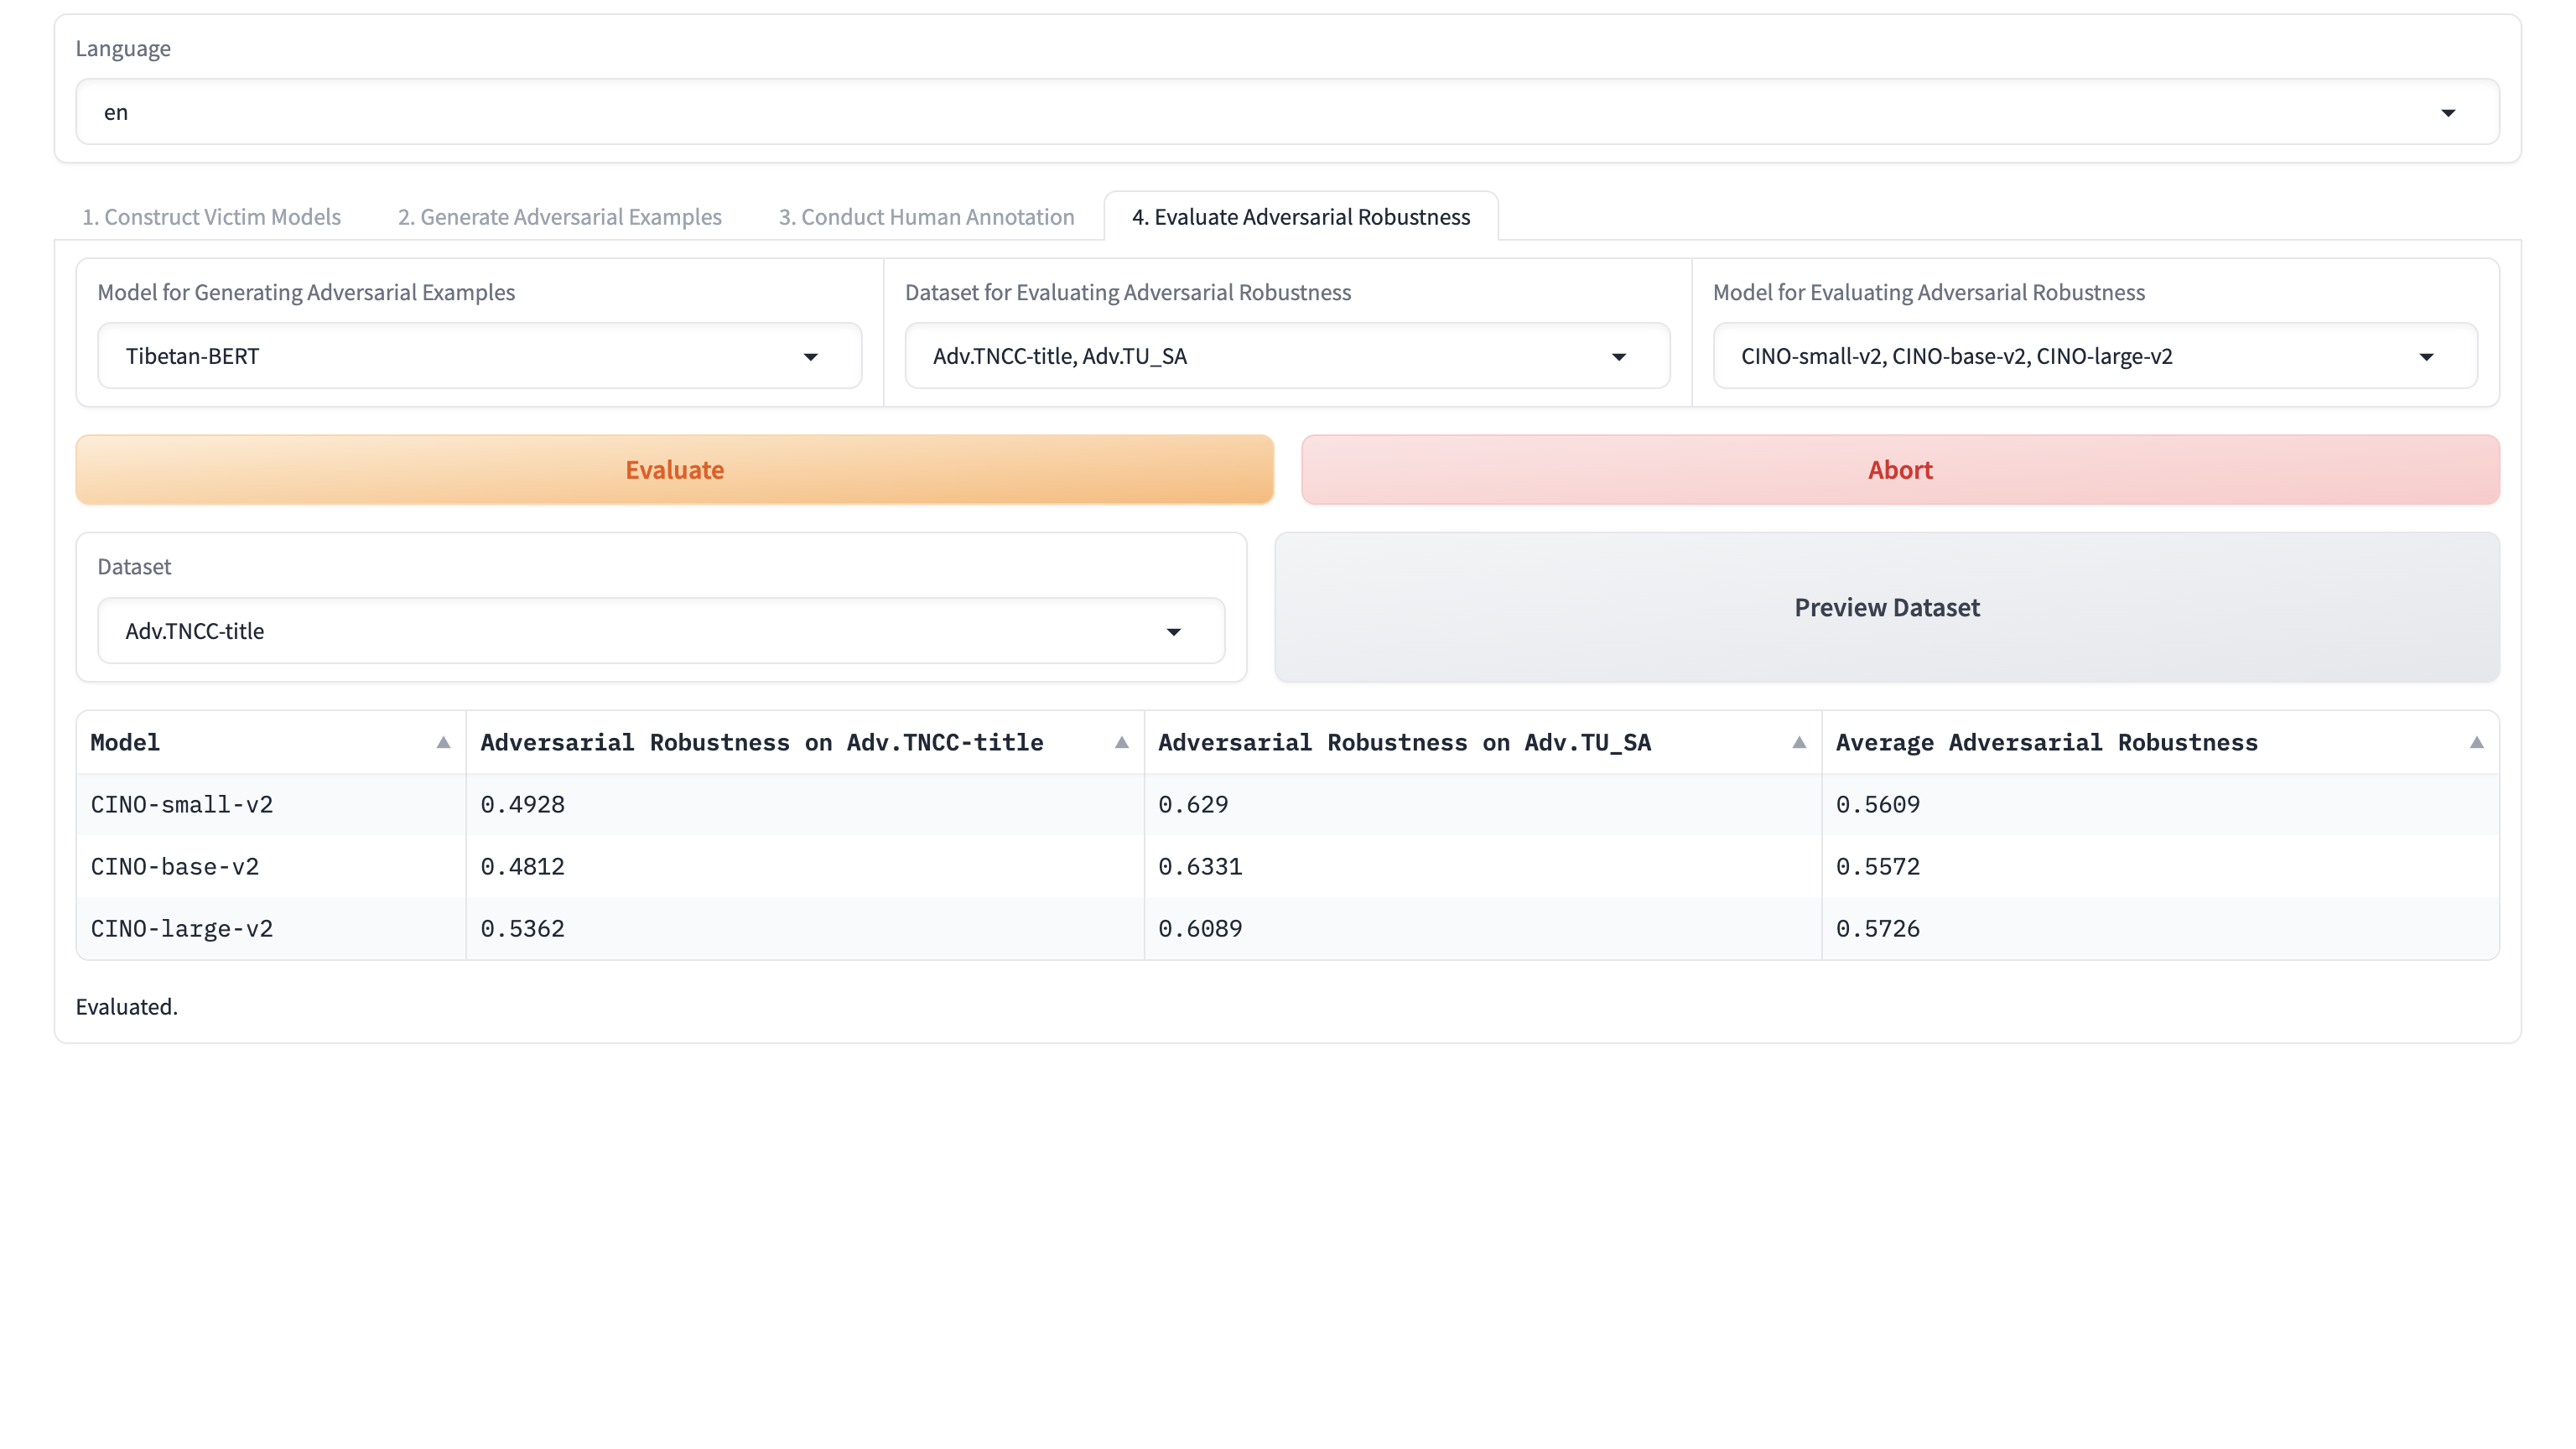 Language
en
1. Construct Victim Models 2. Generate Adversarial Examples 3. Conduct Human Annotation 4. Evaluate Adversarial Robustness
Model for Generating Adversarial Examples Dataset for Evaluating Adversarial Robustness Model for Evaluating Adversarial Robustness
Tibetan-BERT Adv.TNCC-title, Adv.TU_SA CINO-small-v2, CINO-base-v2, CINO-large-v2
Evaluate Abort
Dataset
Adv.TNCC-title
Preview Dataset
Model Adversarial Robustness on Adv.TNCC-title Adversarial Robustness on Adv.TU_SA Average Adversarial Robustness
CINO-small-v2 0.4928 0.629 0.5609
CINO-base-v2 0.4812 0.6331 0.5572
CINO-large-v2 0.5362 0.6089 0.5726
Evaluated.